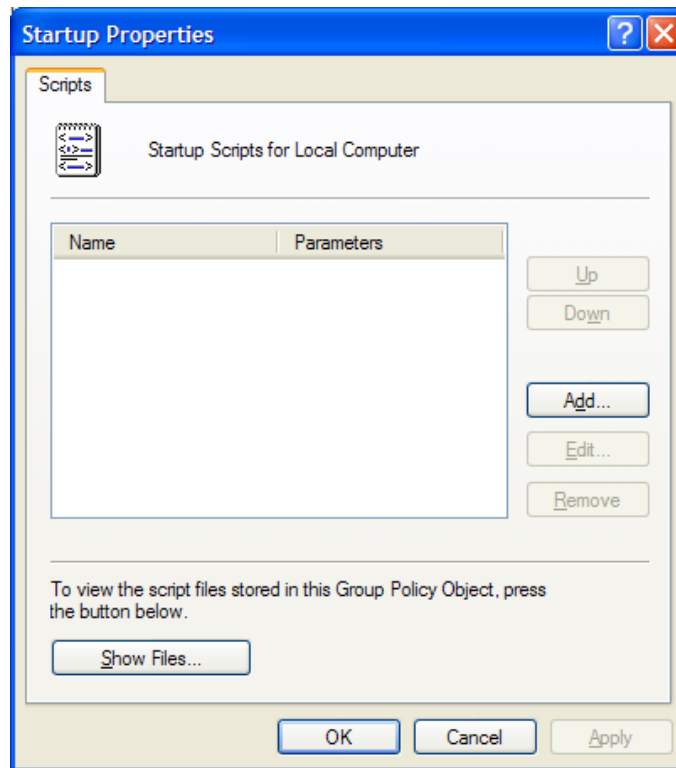 Startup Properties
Scripts
Startup Scripts for Local Computer
Name Parameters
Up
Down
Add...
Edit...
Remove
To view the script files stored in this Group Policy Object, press
the button below.
Show Files...
OK Cancel Apply